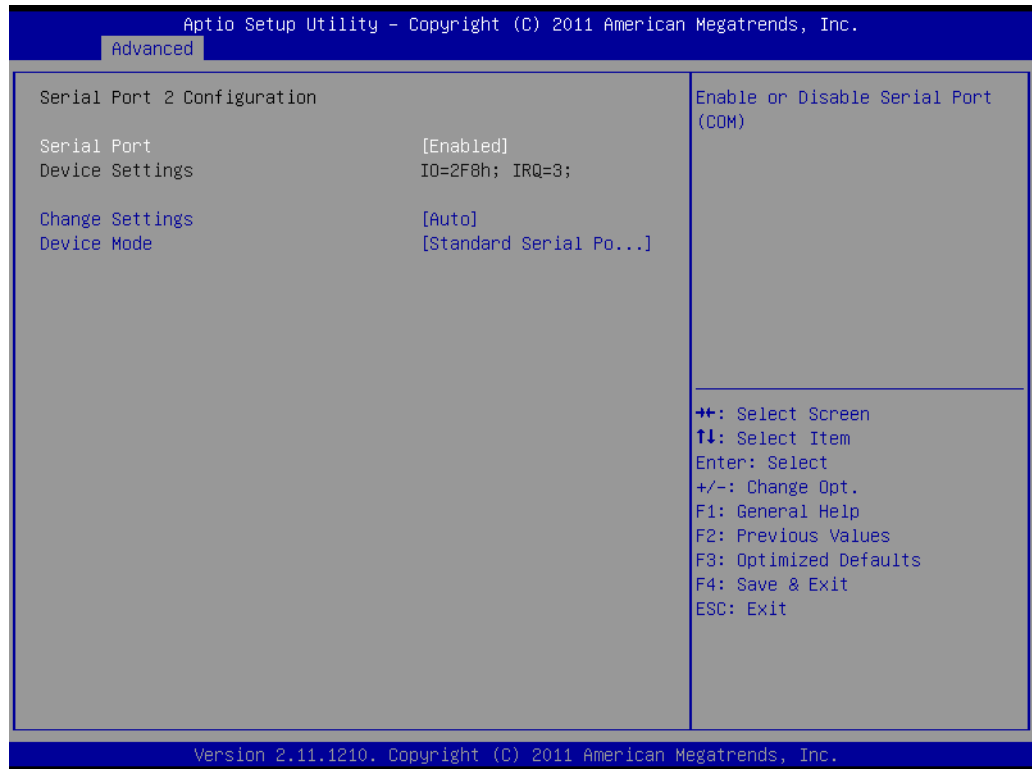 Aptio Setup Utility – Copyright (C) 2011 American Megatrends, Inc.
Advanced
Serial Port 2 Configuration
Serial Port [Enabled]
Device Settings IO=2F8h; IRQ=3;
Change Settings [Auto]
Device Mode [Standard Serial Po...]
Enable or Disable Serial Port
(COM)
→←: Select Screen
↑↓: Select Item
Enter: Select
+/-: Change Opt.
F1: General Help
F2: Previous Values
F3: Optimized Defaults
F4: Save & Exit
ESC: Exit
Version 2.11.1210. Copyright (C) 2011 American Megatrends, Inc.